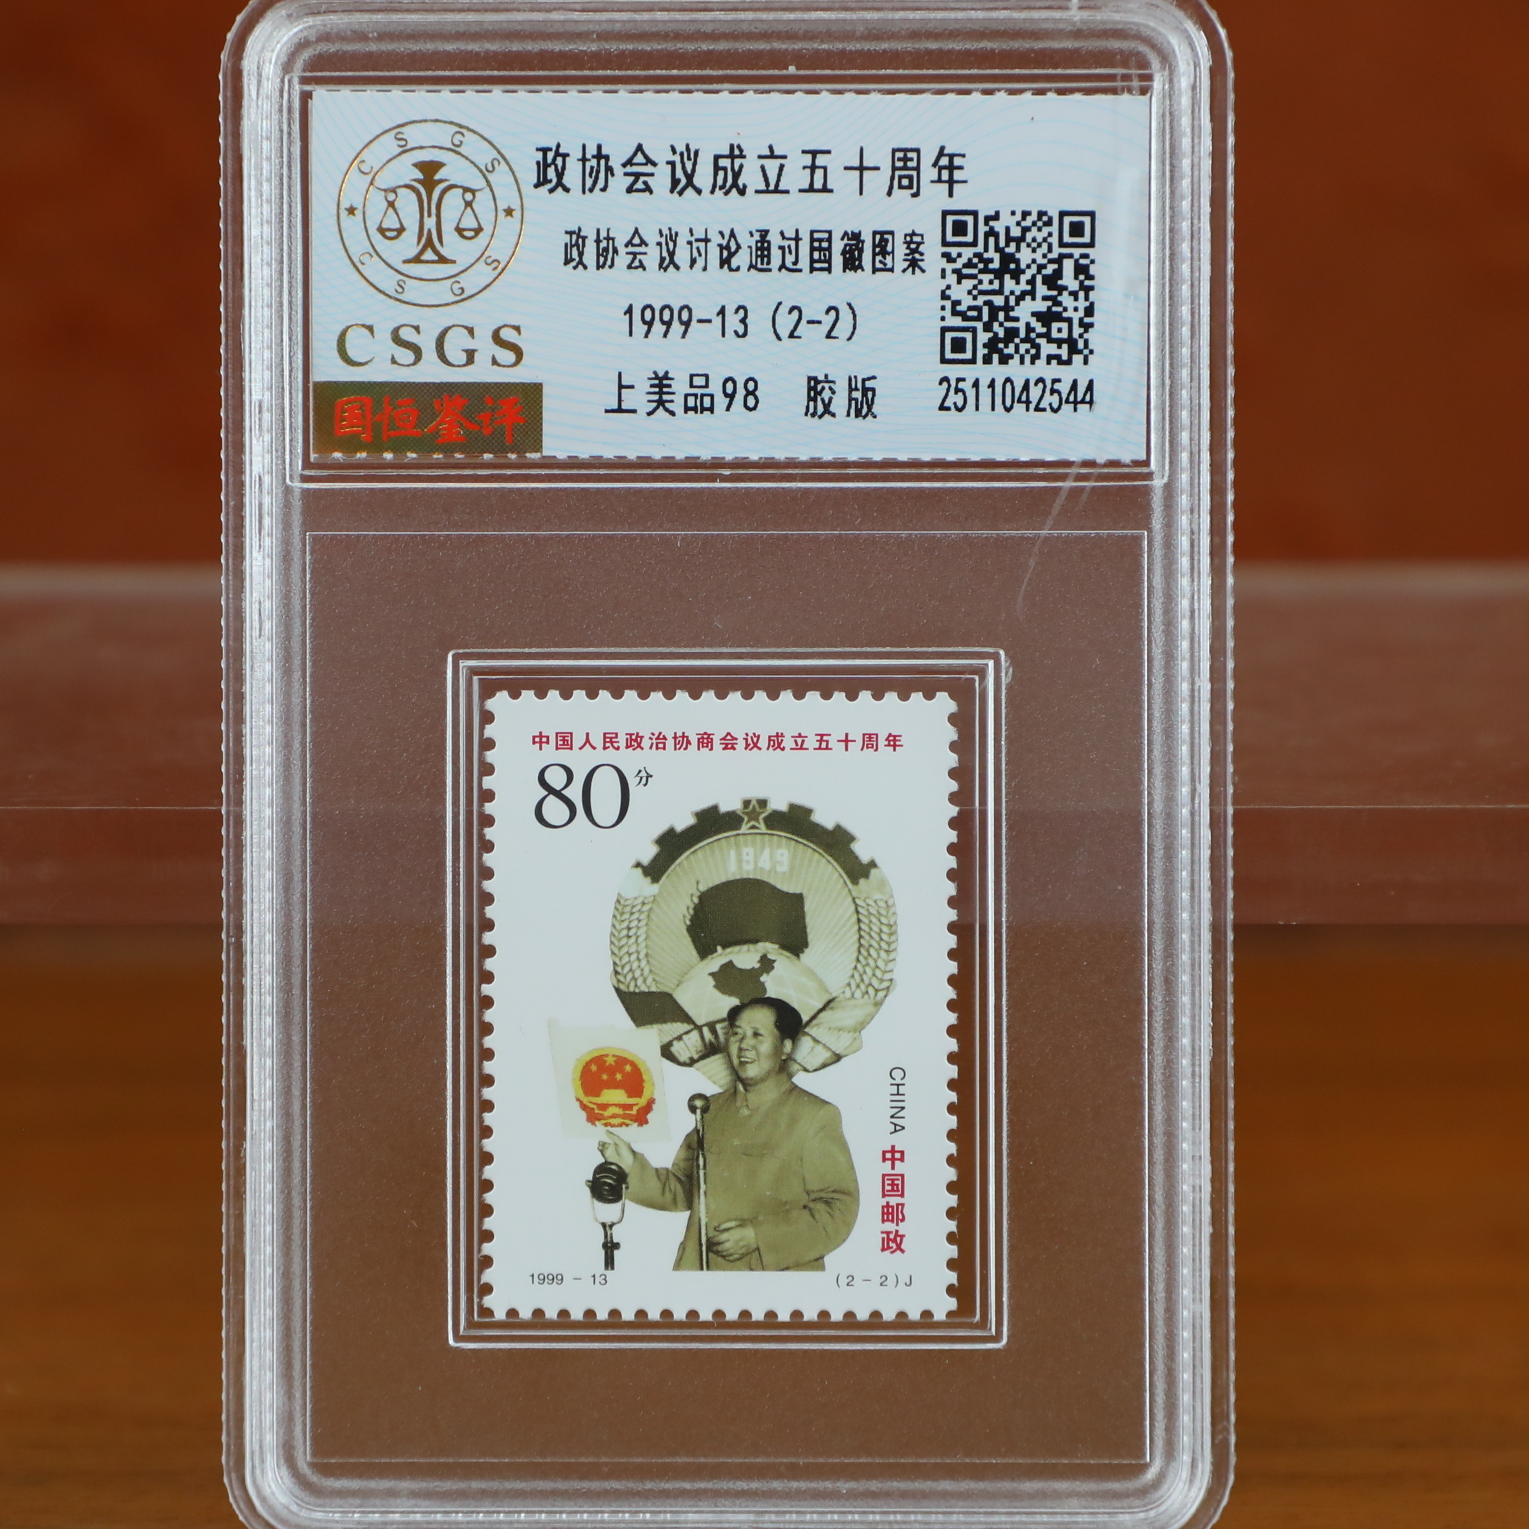 CSGS CSGS
政协会议成立五十周年
政协会议讨论通过国徽图案
1999-13 (2-2)
CSGS
上美品98 胶版 2511042544
国恒鉴评
中国人民政治协商会议成立五十周年
80分
1949
CHINA 中国邮政
1999 - 13 (2-2)J